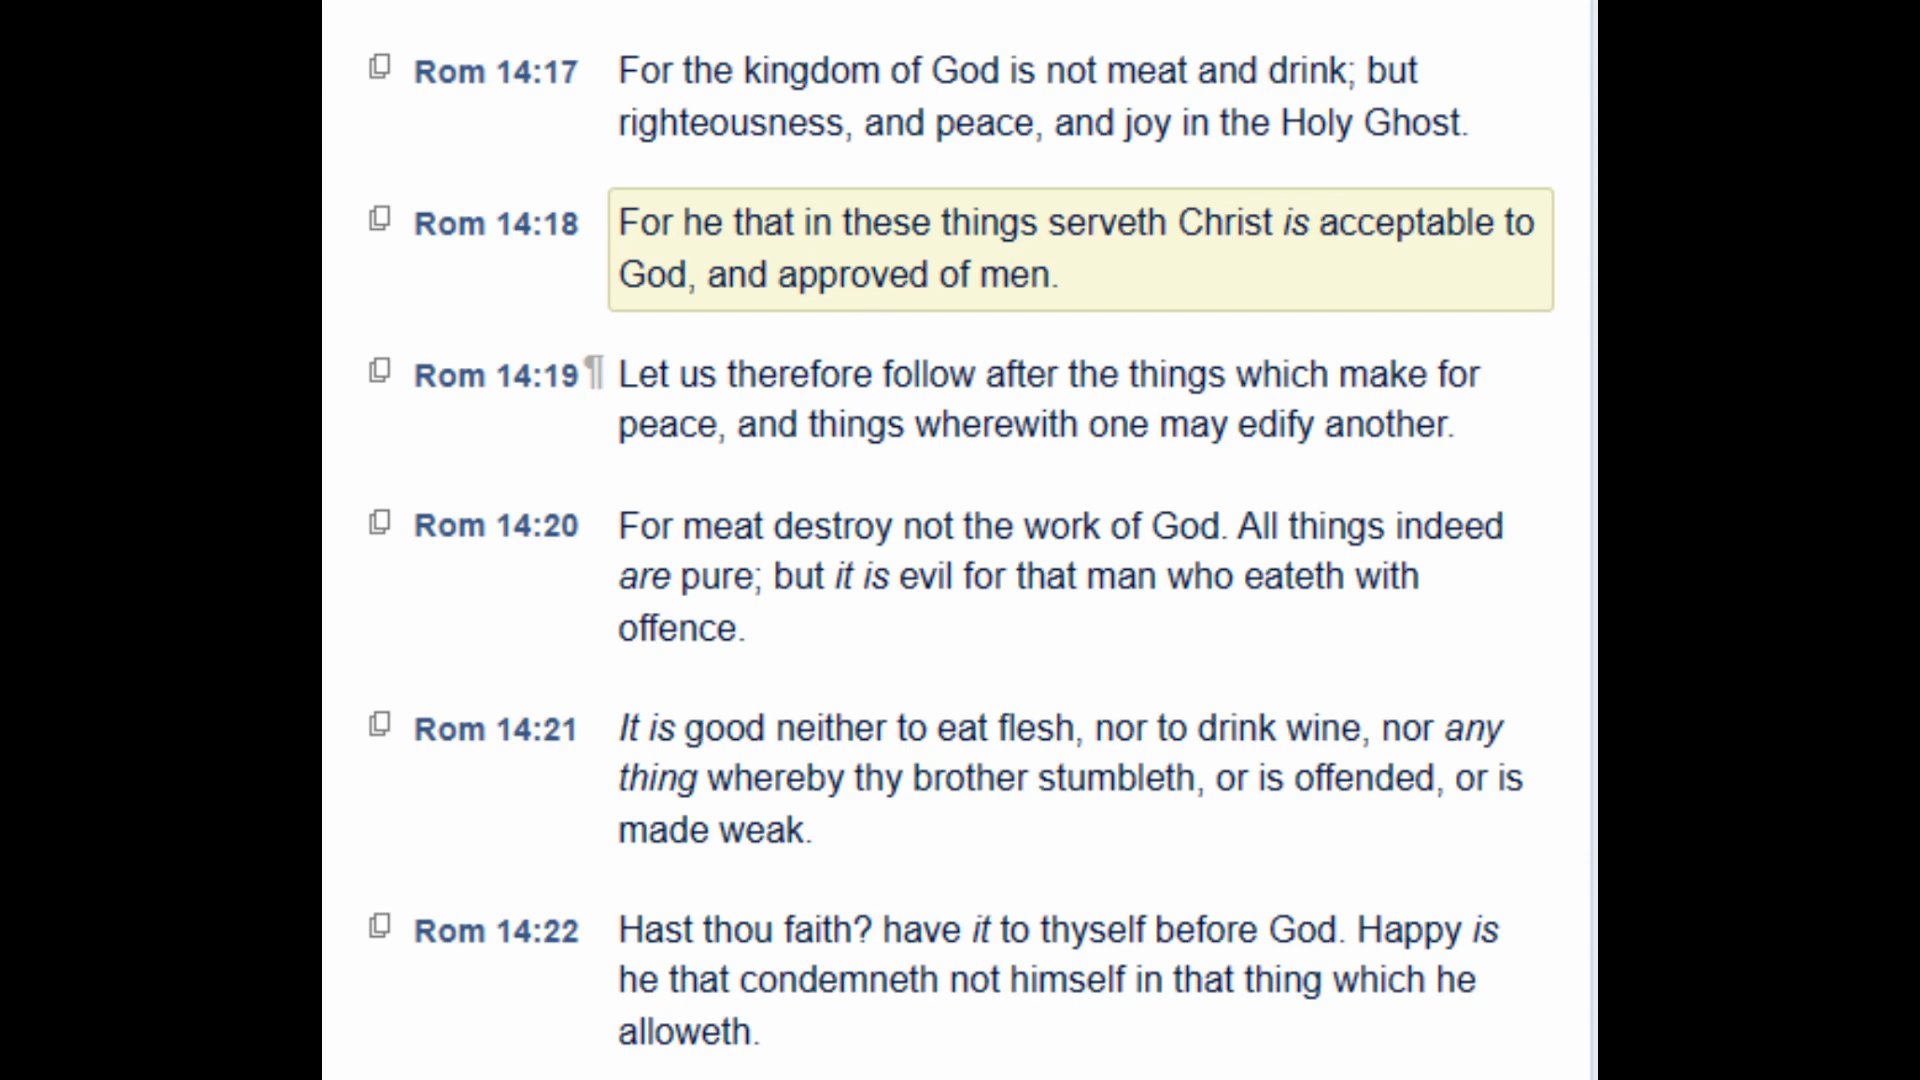 Rom 14:17 For the kingdom of God is not meat and drink; but
righteousness, and peace, and joy in the Holy Ghost.
Rom 14:18 For he that in these things serveth Christ is acceptable to
God, and approved of men.
Rom 14:19 ¶ Let us therefore follow after the things which make for
peace, and things wherewith one may edify another.
Rom 14:20 For meat destroy not the work of God. All things indeed
are pure; but it is evil for that man who eateth with
offence.
Rom 14:21 It is good neither to eat flesh, nor to drink wine, nor any
thing whereby thy brother stumbleth, or is offended, or is
made weak.
Rom 14:22 Hast thou faith? have it to thyself before God. Happy is
he that condemneth not himself in that thing which he
alloweth.